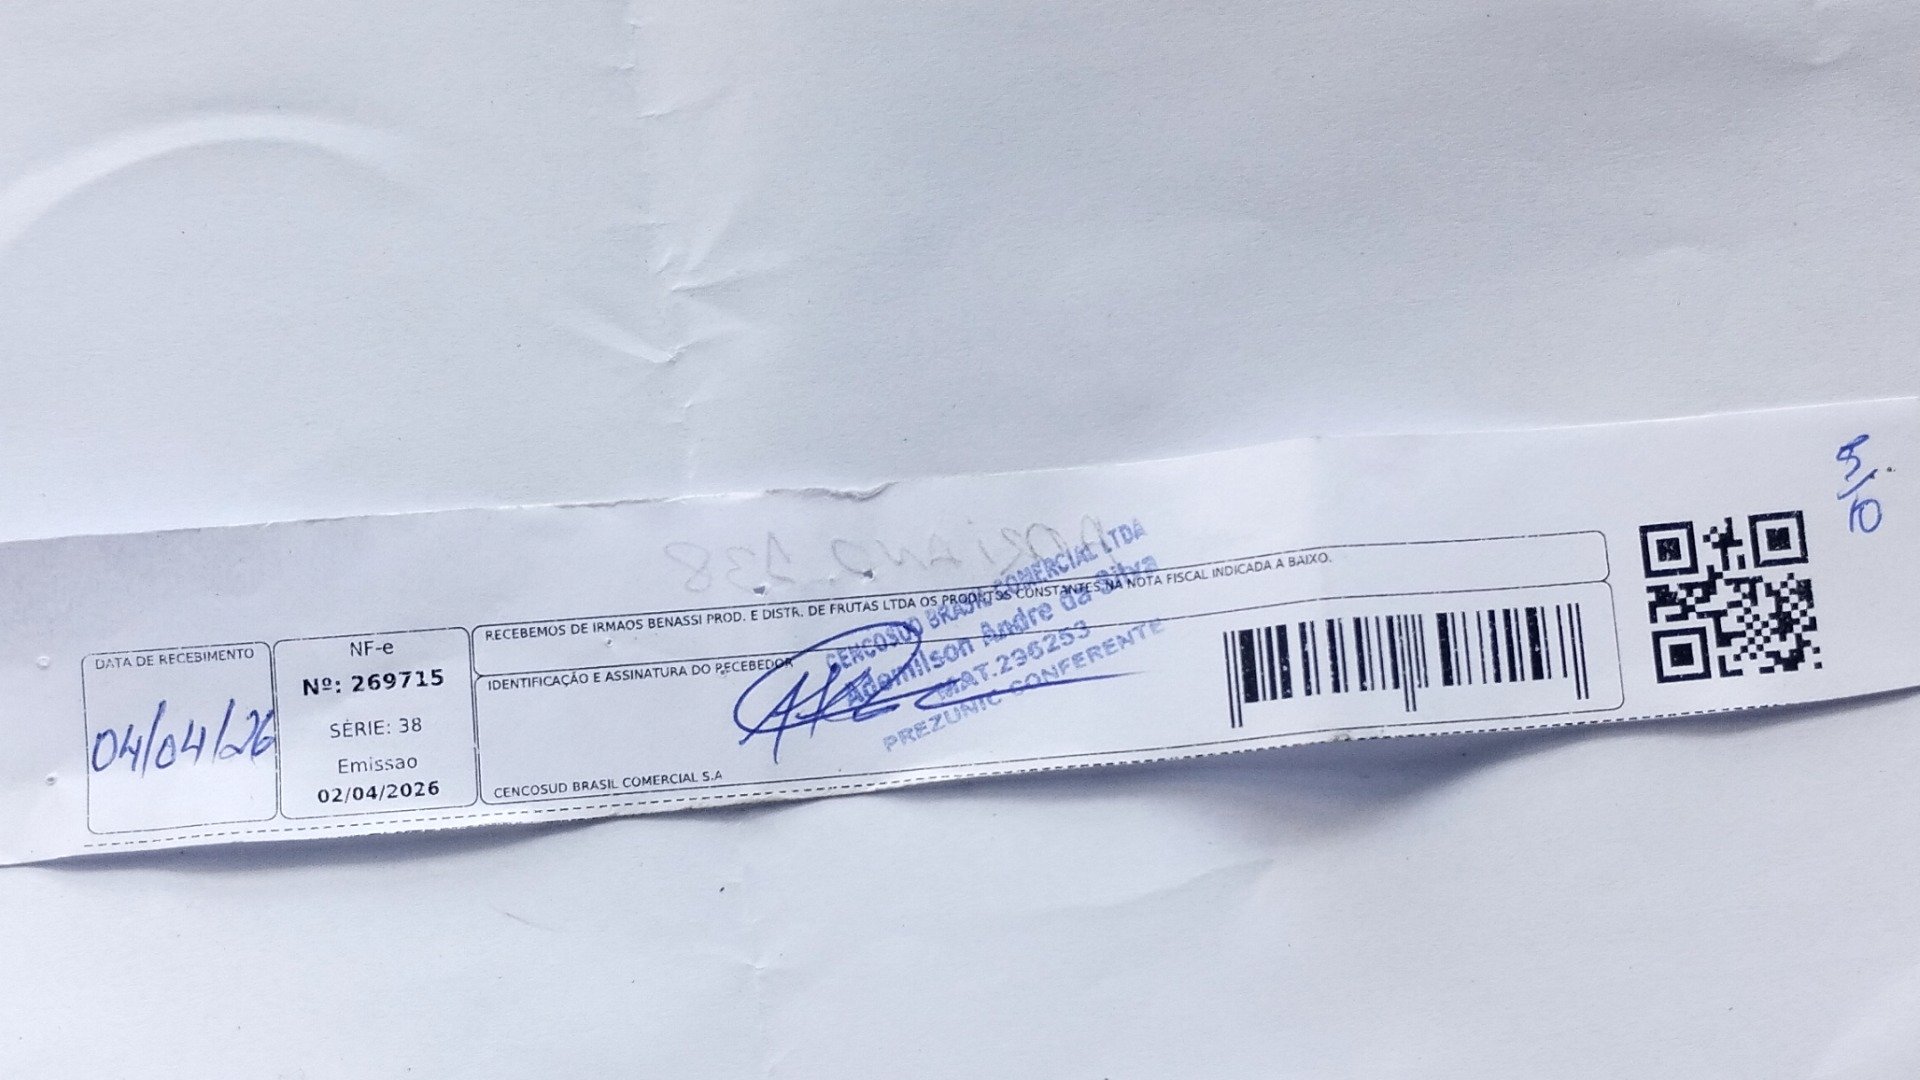 5/10
RECEBEMOS DE IRMAOS BENASSI PROD. E DISTR. DE FRUTAS LTDA OS PRODUTOS CONSTANTES NA NOTA FISCAL INDICADA A BAIXO.
DATA DE RECEBIMENTO
04/04/26
NF-e
Nº: 269715
SÉRIE: 38
Emissao
02/04/2026
IDENTIFICAÇÃO E ASSINATURA DO RECEBEDOR
CENCOSUD BRASIL COMERCIAL LTDA
Ademilson Andre da Silva
MAT.236253
PREZUNIC CONFERENTE
CENCOSUD BRASIL COMERCIAL S.A